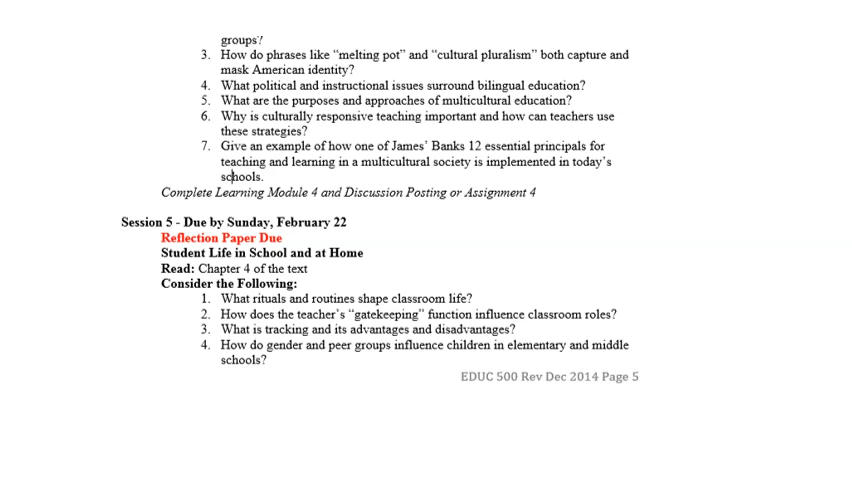 groups?
3. How do phrases like “melting pot” and “cultural pluralism” both capture and
mask American identity?
4. What political and instructional issues surround bilingual education?
5. What are the purposes and approaches of multicultural education?
6. Why is culturally responsive teaching important and how can teachers use
these strategies?
7. Give an example of how one of James’ Banks 12 essential principals for
teaching and learning in a multicultural society is implemented in today’s
schools.
Complete Learning Module 4 and Discussion Posting or Assignment 4
Session 5 - Due by Sunday, February 22
Reflection Paper Due
Student Life in School and at Home
Read: Chapter 4 of the text
Consider the Following:
1. What rituals and routines shape classroom life?
2. How does the teacher’s “gatekeeping” function influence classroom roles?
3. What is tracking and its advantages and disadvantages?
4. How do gender and peer groups influence children in elementary and middle
schools?
EDUC 500 Rev Dec 2014 Page 5